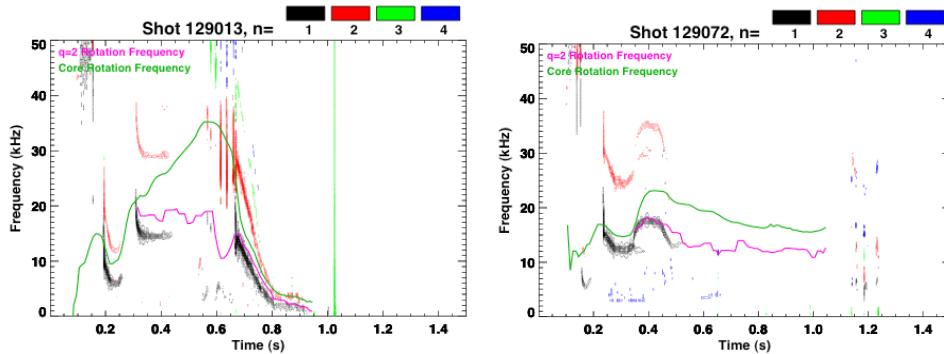 Shot 129013, n= 1 2 3 4
q=2 Rotation Frequency
Core Rotation Frequency
Frequency (kHz)
50
40
30
20
10
0
0.2 0.4 0.6 0.8 1.0 1.2 1.4
Time (s)
Shot 129072, n= 1 2 3 4
q=2 Rotation Frequency
Core Rotation Frequency
Frequency (kHz)
50
40
30
20
10
0
0.2 0.4 0.6 0.8 1.0 1.2 1.4
Time (s)